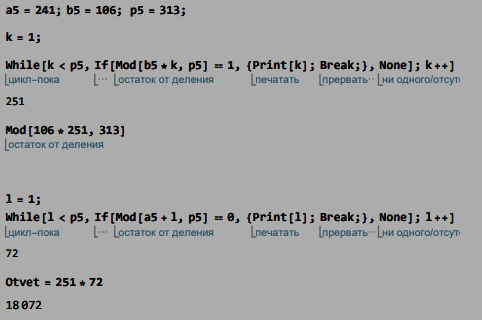 a5 = 241; b5 = 106; p5 = 313;
k = 1;
While[k < p5, If[Mod[b5 * k, p5] == 1, {Print[k]; Break;}, None]; k++]
цикл-пока … остаток от деления печатать прервать… ни одного/отсут
251
Mod[106 * 251, 313]
остаток от деления
l = 1;
While[l < p5, If[Mod[a5 + l, p5] == 0, {Print[l]; Break;}, None]; l++]
цикл-пока … остаток от деления печатать прервать… ни одного/отсут
72
Otvet = 251 * 72
18072